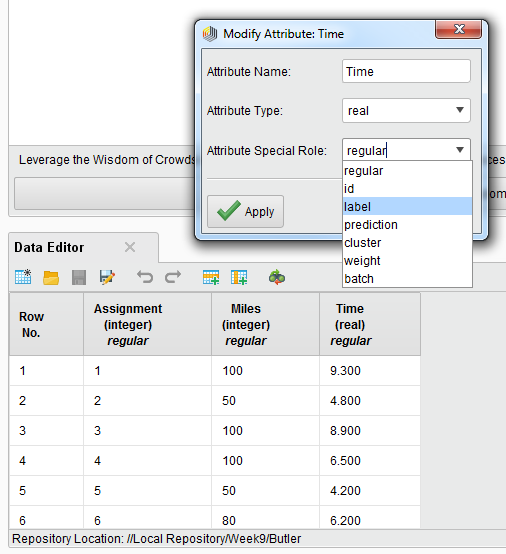 Modify Attribute: Time
Attribute Name: Time
Attribute Type: real
Attribute Special Role: regular
regular
id
label
prediction
cluster
weight
batch
Apply
Leverage the Wisdom of Crowds
Data Editor
Row No. Assignment (integer) regular Miles (integer) regular Time (real) regular
1 1 100 9.300
2 2 50 4.800
3 3 100 8.900
4 4 100 6.500
5 5 50 4.200
6 6 80 6.200
Repository Location: //Local Repository/Week9/Butler